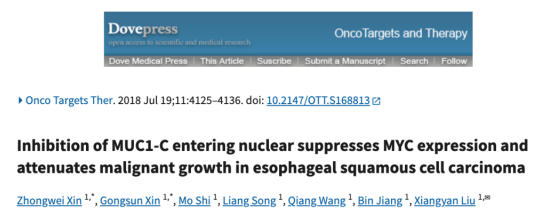 Dovepress
open access to scientific and medical research
OncoTargets and Therapy
Dove Medical Press | This Article | Suscribe | Submit a Manuscript | Search | Follow
Onco Targets Ther. 2018 Jul 19;11:4125–4136. doi: 10.2147/OTT.S168813
Inhibition of MUC1-C entering nuclear suppresses MYC expression and
attenuates malignant growth in esophageal squamous cell carcinoma
Zhongwei Xin 1,*, Gongsun Xin 1,*, Mo Shi 1, Liang Song 1, Qiang Wang 1, Bin Jiang 1, Xiangyan Liu 1,✉